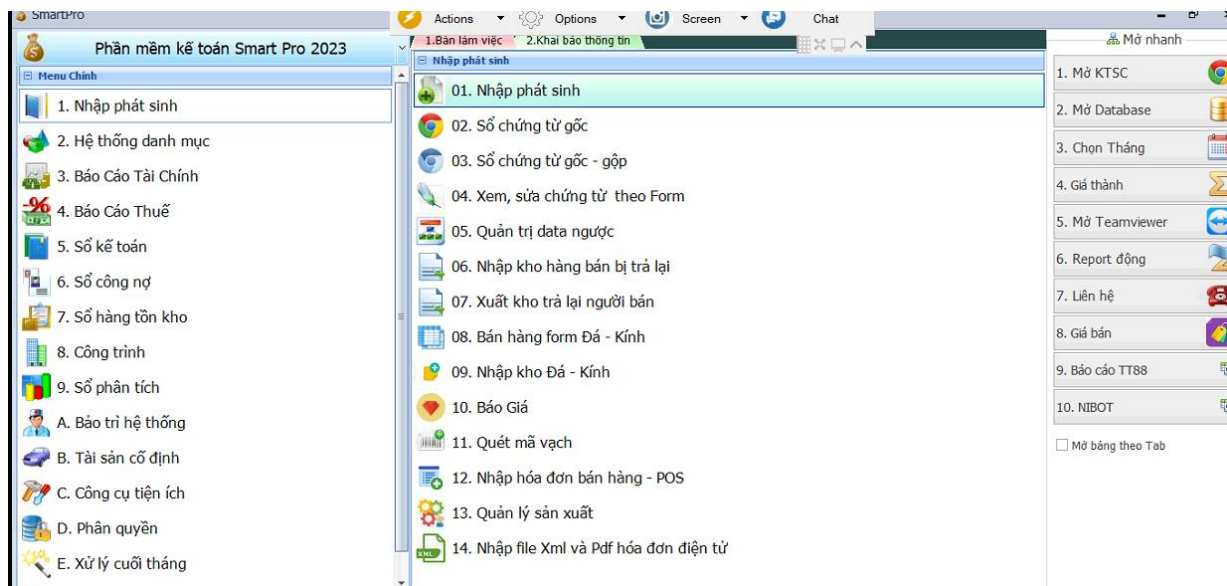 SmartPro
Actions Options Screen Chat
Phần mềm kế toán Smart Pro 2023
Menu Chính
1. Nhập phát sinh
2. Hệ thống danh mục
3. Báo Cáo Tài Chính
4. Báo Cáo Thuế
5. Sổ kế toán
6. Sổ công nợ
7. Sổ hàng tồn kho
8. Công trình
9. Sổ phân tích
A. Bảo trì hệ thống
B. Tài sản cố định
C. Công cụ tiện ích
D. Phân quyền
E. Xử lý cuối tháng
1.Bàn làm việc 2.Khai báo thông tin
Nhập phát sinh
01. Nhập phát sinh
02. Sổ chứng từ gốc
03. Sổ chứng từ gốc - gộp
04. Xem, sửa chứng từ theo Form
05. Quản trị data ngược
06. Nhập kho hàng bán bị trả lại
07. Xuất kho trả lại người bán
08. Bán hàng form Đá - Kính
09. Nhập kho Đá - Kính
10. Báo Giá
11. Quét mã vạch
12. Nhập hóa đơn bán hàng - POS
13. Quản lý sản xuất
14. Nhập file Xml và Pdf hóa đơn điện tử
Mở nhanh
1. Mở KTSC
2. Mở Database
3. Chọn Tháng
4. Giá thành
5. Mở Teamviewer
6. Report động
7. Liên hệ
8. Giá bán
9. Báo cáo TT88
10. NIBOT
Mở bảng theo Tab